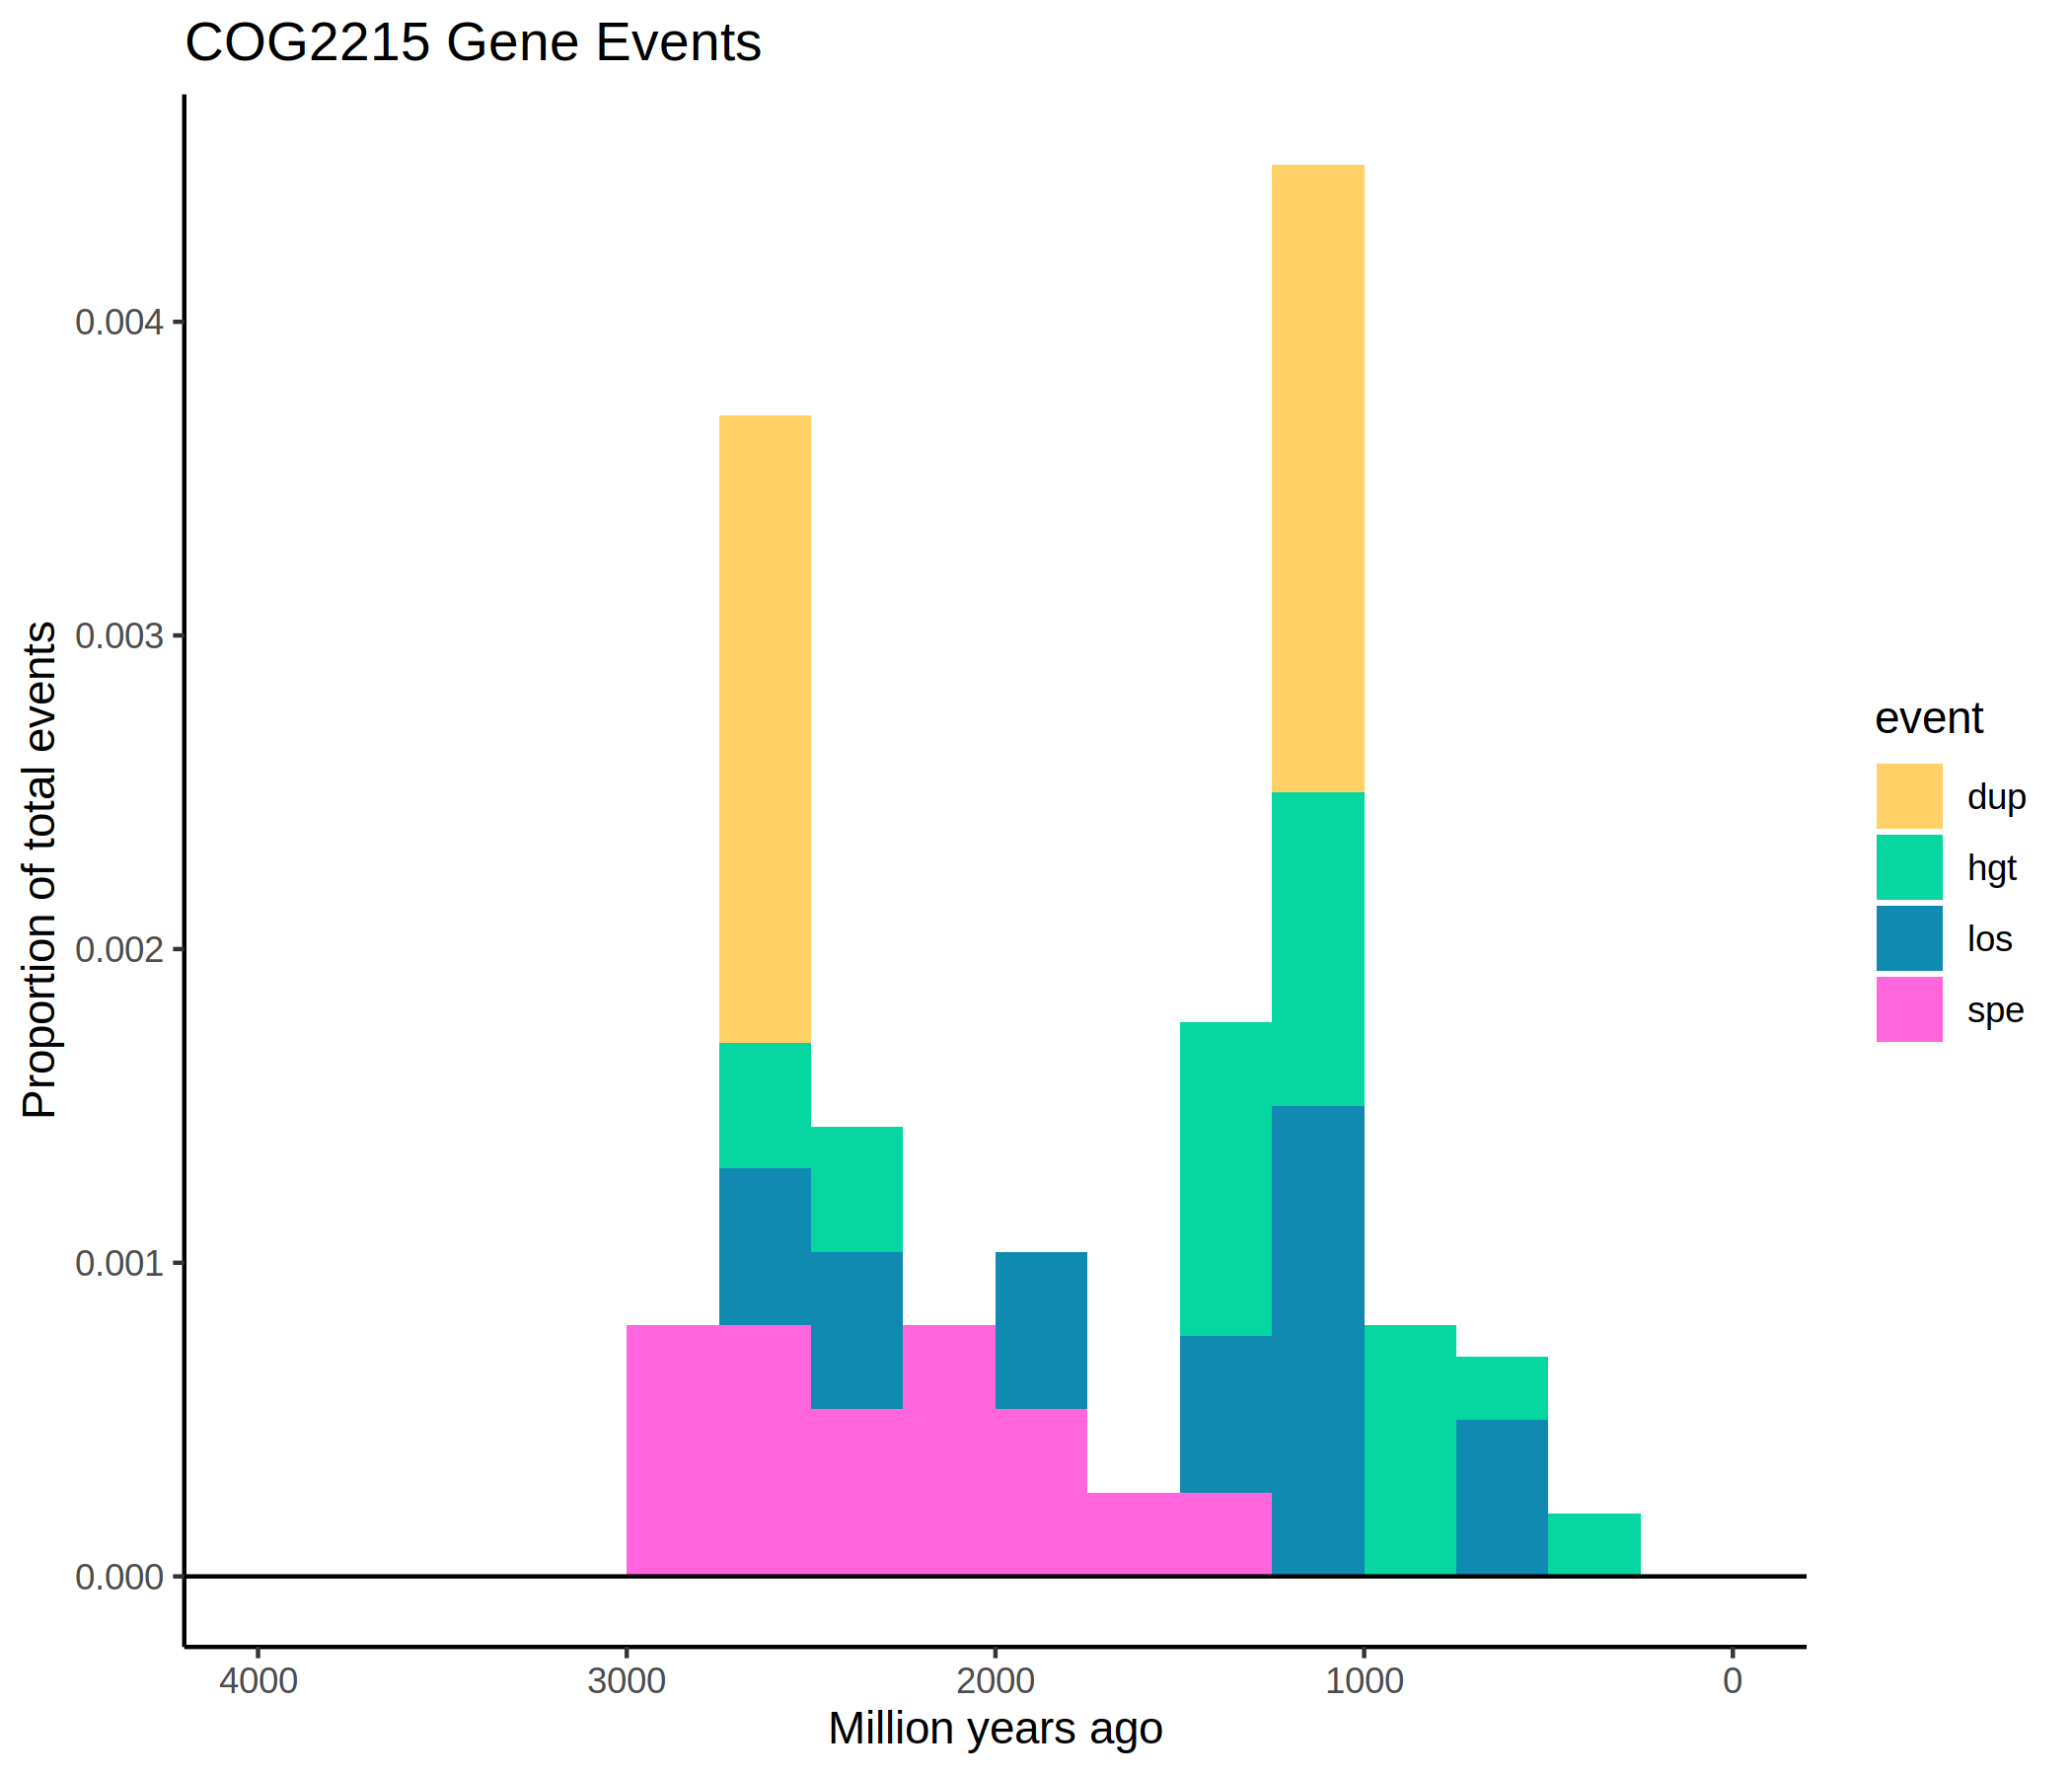 COG2215 Gene Events
Proportion of total events
0.004
0.003
0.002
0.001
0.000
4000 3000 2000 1000 0
Million years ago
event
dup
hgt
los
spe